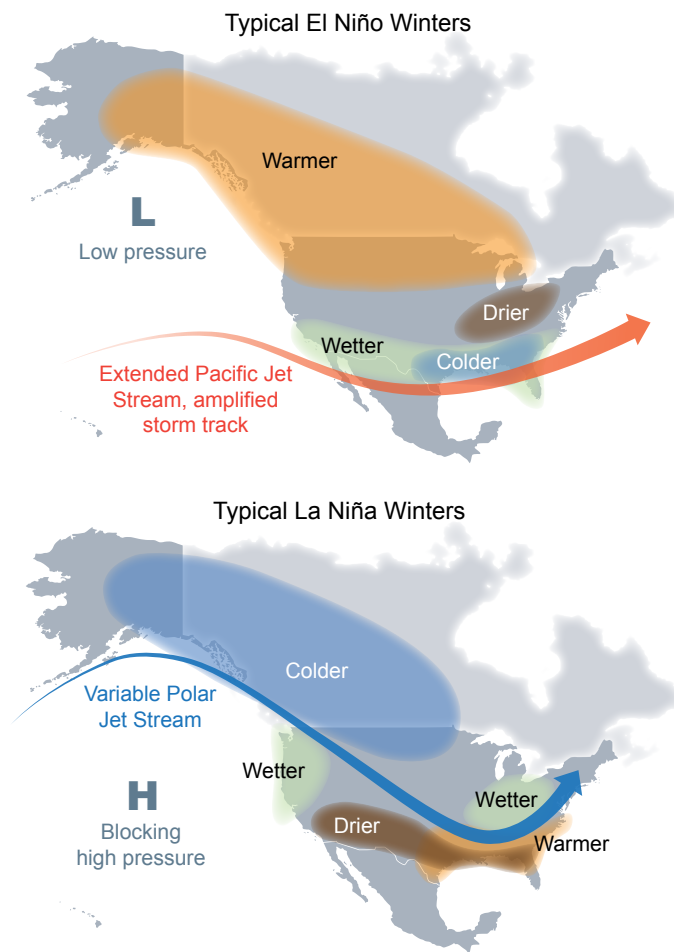 Typical El Niño Winters
Warmer
L
Low pressure
Drier
Wetter
Colder
Extended Pacific Jet
Stream, amplified
storm track
Typical La Niña Winters
Colder
Variable Polar
Jet Stream
Wetter
H
Blocking
high pressure
Wetter
Drier
Warmer